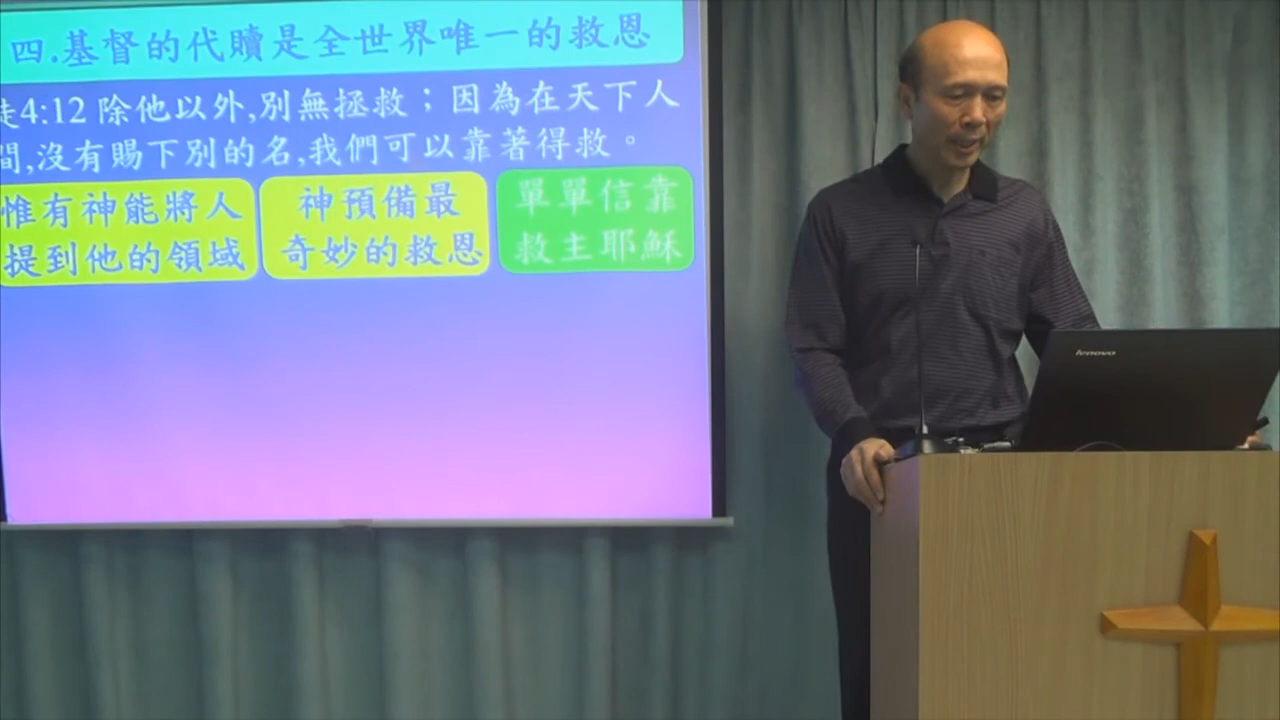 四.基督的代贖是全世界唯一的救恩
徒4:12 除他以外,別無拯救；因為在天下人
間,沒有賜下別的名,我們可以靠著得救。
惟有神能將人
提到他的領域
神預備最
奇妙的救恩
單單信靠
救主耶穌
lenovo